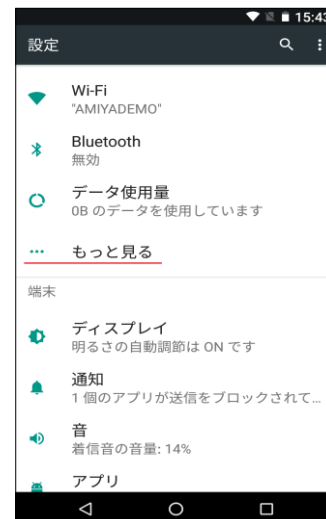 15:43
設定
Wi-Fi
"AMIYADEMO"
Bluetooth
無効
データ使用量
0B のデータを使用しています
もっと見る
端末
ディスプレイ
明るさの自動調節は ON です
通知
1 個のアプリが送信をブロックされて...
音
着信音の音量: 14%
アプリ